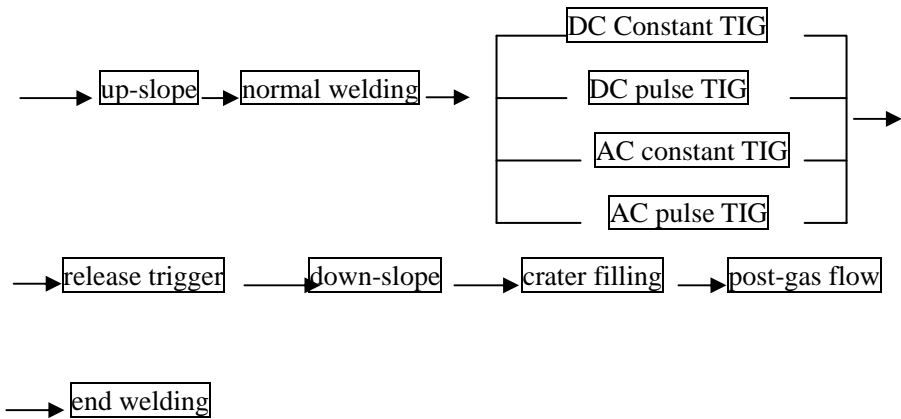 DC Constant TIG
up-slope normal welding DC pulse TIG
AC constant TIG
AC pulse TIG
release trigger down-slope crater filling post-gas flow
end welding